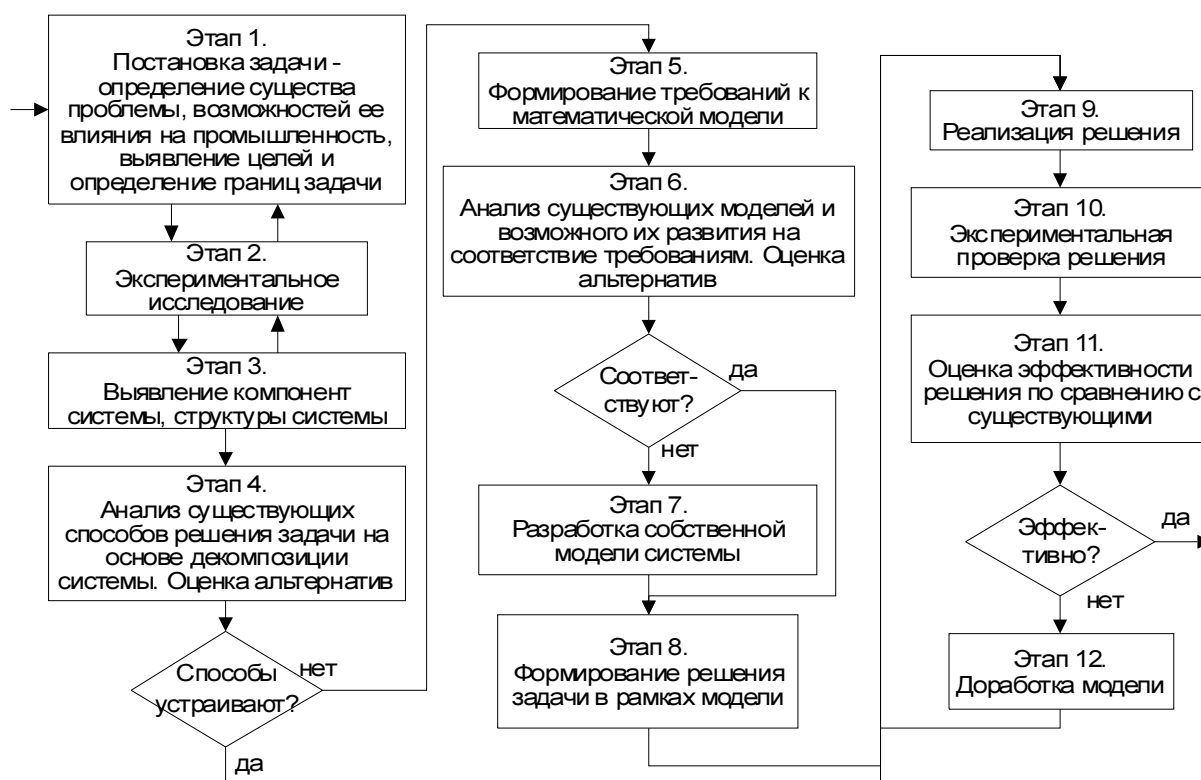 Этап 1.
Постановка задачи -
определение существа
проблемы, возможностей ее
влияния на промышленность,
выявление целей и
определение границ задачи
Этап 2.
Экспериментальное
исследование
Этап 3.
Выявление компонент
системы, структуры системы
Этап 4.
Анализ существующих
способов решения задачи на
основе декомпозиции
системы. Оценка альтернатив
Способы
устраивают?
нет
да
Этап 5.
Формирование требований к
математической модели
Этап 6.
Анализ существующих моделей и
возможного их развития на
соответствие требованиям. Оценка
альтернатив
Соответ-
ствуют?
да
нет
Этап 7.
Разработка собственной
модели системы
Этап 8.
Формирование решения
задачи в рамках модели
Этап 9.
Реализация решения
Этап 10.
Экспериментальная
проверка решения
Этап 11.
Оценка эффективности
решения по сравнению с
существующими
Эффек-
тивно?
да
нет
Этап 12.
Доработка модели